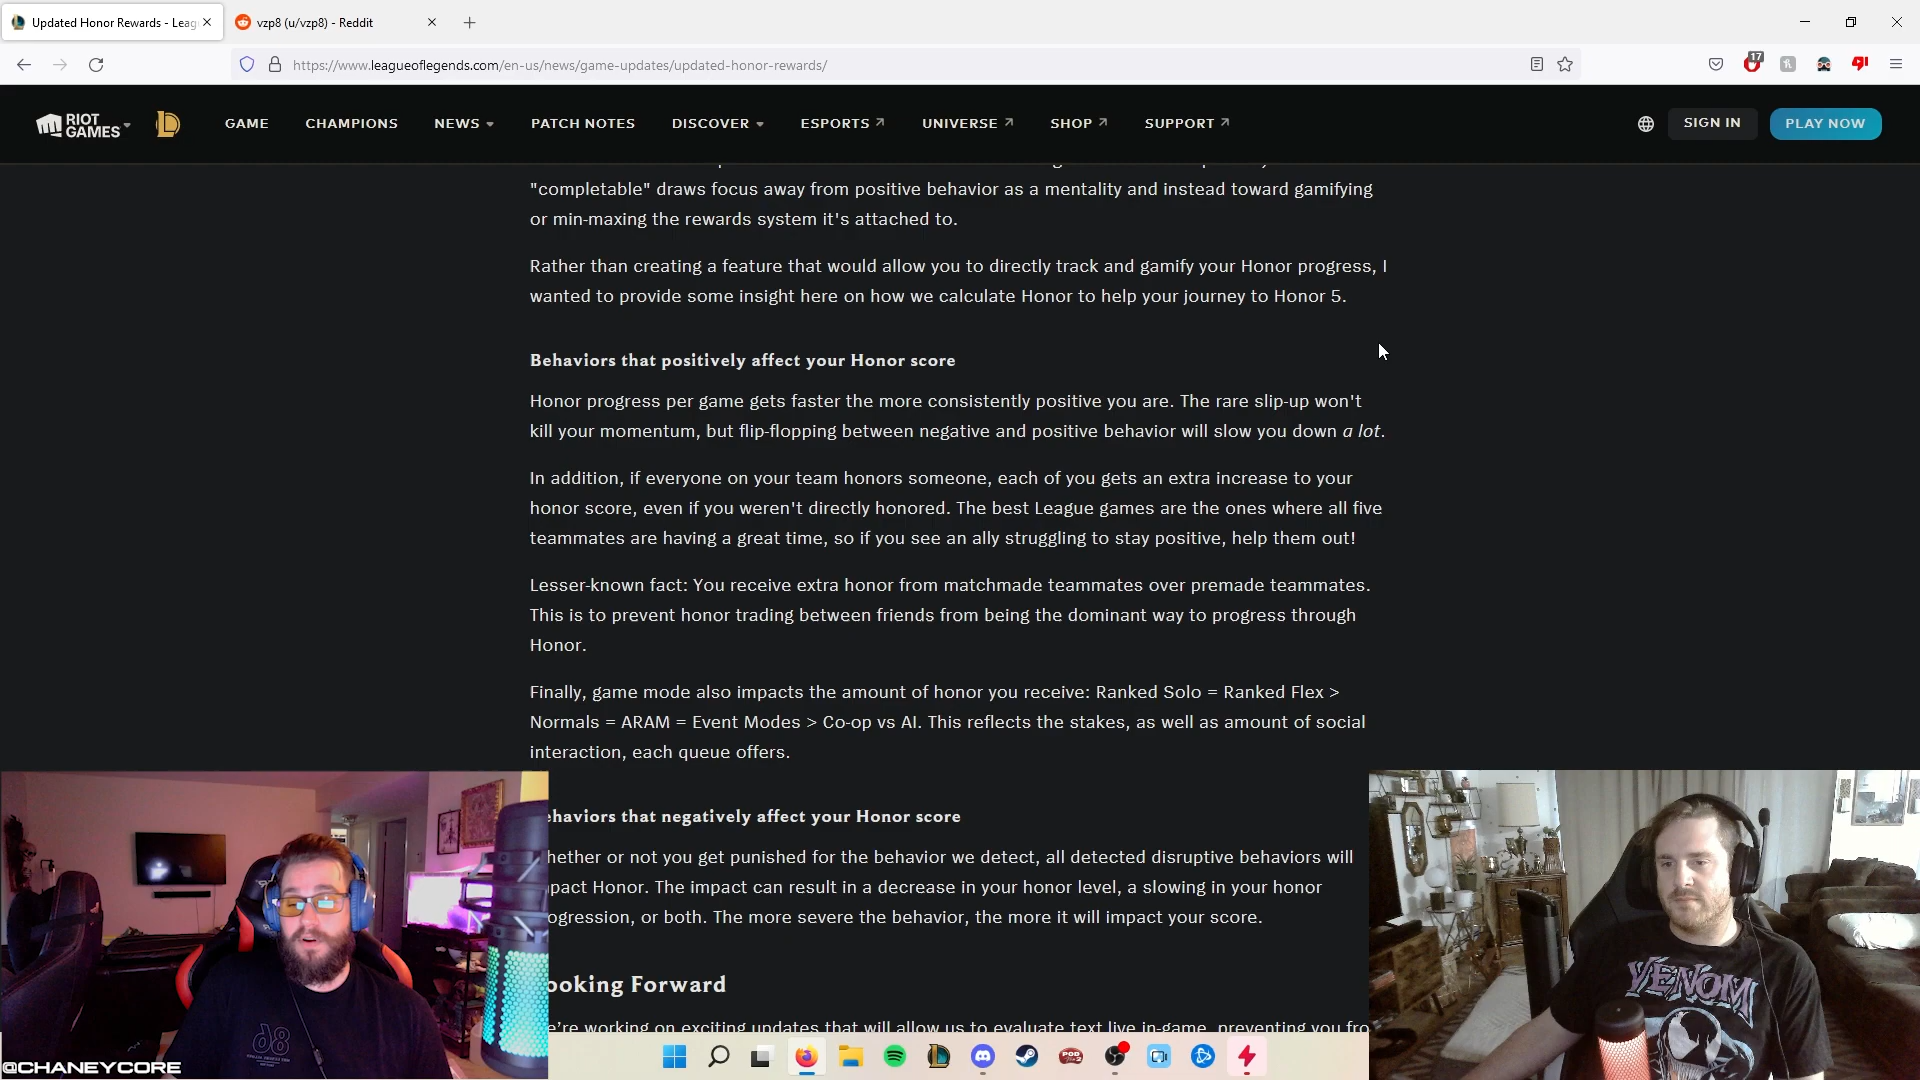 Updated Honor Rewards - Leag
vzp8 (u/vzp8) - Reddit
https://www.leagueoflegends.com/en-us/news/game-updates/updated-honor-rewards/
17
RIOT GAMES
GAME
CHAMPIONS
NEWS
PATCH NOTES
DISCOVER
ESPORTS
UNIVERSE
SHOP
SUPPORT
SIGN IN
PLAY NOW
"completable" draws focus away from positive behavior as a mentality and instead toward gamifying
or min-maxing the rewards system it's attached to.
Rather than creating a feature that would allow you to directly track and gamify your Honor progress, I
wanted to provide some insight here on how we calculate Honor to help your journey to Honor 5.
Behaviors that positively affect your Honor score
Honor progress per game gets faster the more consistently positive you are. The rare slip-up won't
kill your momentum, but flip-flopping between negative and positive behavior will slow you down a lot.
In addition, if everyone on your team honors someone, each of you gets an extra increase to your
honor score, even if you weren't directly honored. The best League games are the ones where all five
teammates are having a great time, so if you see an ally struggling to stay positive, help them out!
Lesser-known fact: You receive extra honor from matchmade teammates over premade teammates.
This is to prevent honor trading between friends from being the dominant way to progress through
Honor.
Finally, game mode also impacts the amount of honor you receive: Ranked Solo = Ranked Flex >
Normals = ARAM = Event Modes > Co-op vs AI. This reflects the stakes, as well as amount of social
interaction, each queue offers.
ehaviors that negatively affect your Honor score
hether or not you get punished for the behavior we detect, all detected disruptive behaviors will
pact Honor. The impact can result in a decrease in your honor level, a slowing in your honor
ogression, or both. The more severe the behavior, the more it will impact your score.
ooking Forward
e're working on exciting updates that will allow us to evaluate text live in-game, preventing you fro
d8
VENOM
@CHANEYCORE
POD